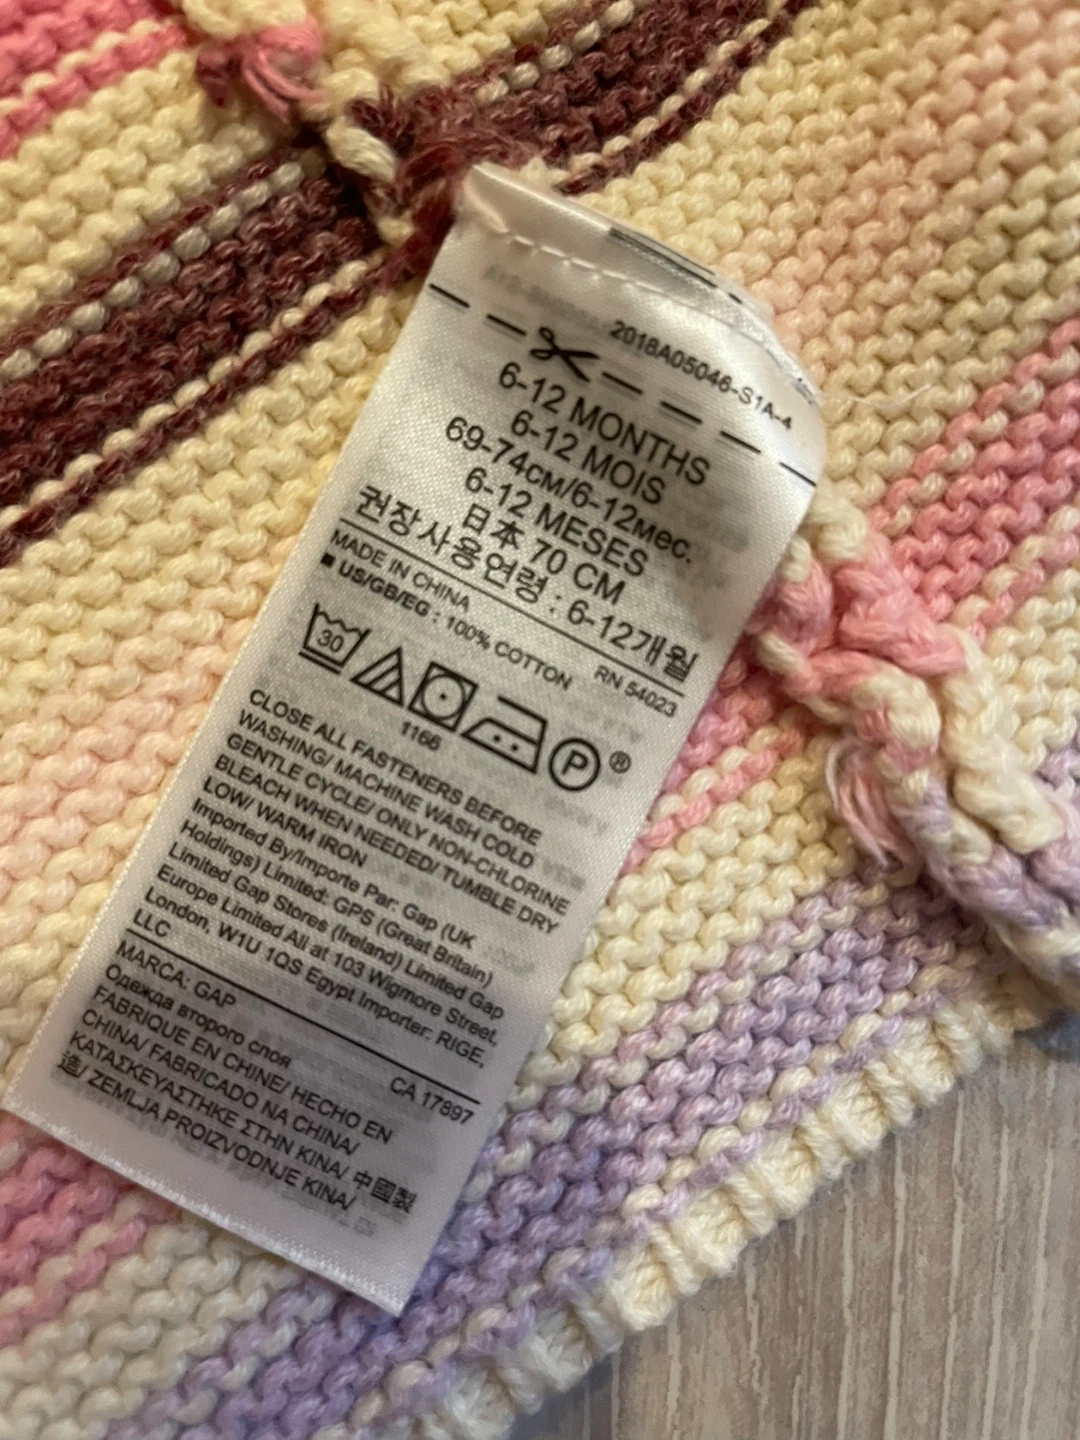 2018A05046-S1A-4
6-12 MONTHS
6-12 MOIS
69-74см/6-12мес.
6-12 MESES
日本 70 CM
권장사용연령 : 6-12개월
MADE IN CHINA RN 54023
■ US/GB/EG : 100% COTTON
30
P ®
1166
CLOSE ALL FASTENERS BEFORE
WASHING/ MACHINE WASH COLD
GENTLE CYCLE/ ONLY NON-CHLORINE
BLEACH WHEN NEEDED/ TUMBLE DRY
LOW/ WARM IRON
Imported By/Importe Par: Gap (UK
Holdings) Limited: GPS (Great Britain)
Limited Gap Stores (Ireland) Limited Gap
Europe Limited All at 103 Wigmore Street,
London, W1U 1QS Egypt Importer: RIGE,
LLC
MARCA: GAP CA 17897
Одежда второго слоя
FABRIQUE EN CHINE/ HECHO EN
CHINA/ FABRICADO NA CHINA/
ΚΑΤΑΣΚΕΥΑΣΤΗΚΕ ΣΤΗΝ ΚΙΝΑ/ 中國製
造/ ZEMLJA PROIZVODNJE KINA/